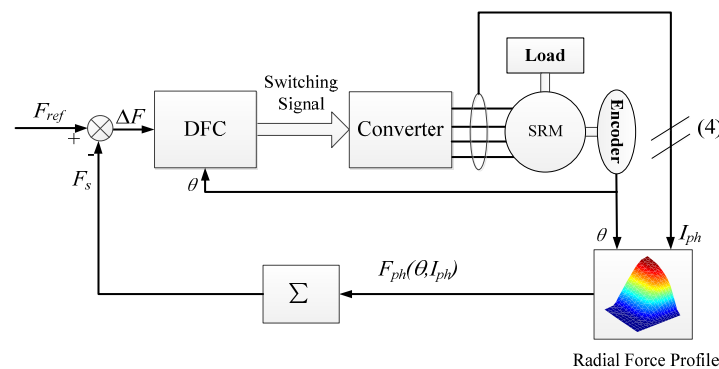 Load
Switching
Signal
F_ref
+
-
ΔF
DFC
Converter
SRM
Encoder
(4)
F_s
θ
θ
I_ph
F_ph(θ,I_ph)
Σ
Radial Force Profile